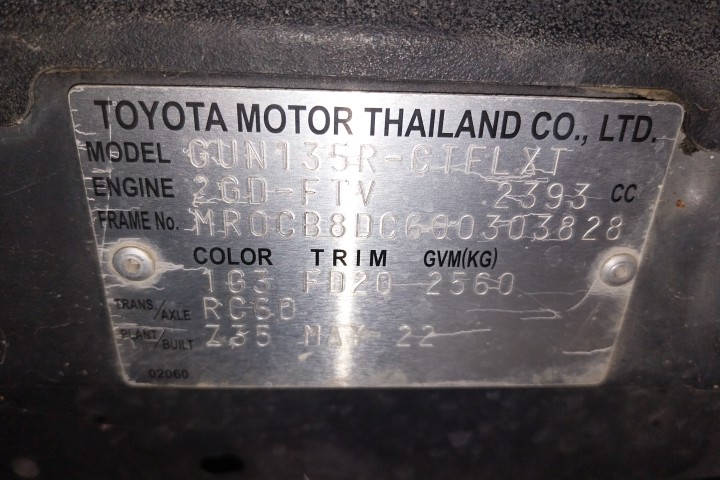 TOYOTA MOTOR THAILAND CO., LTD.
MODEL GUN135R-CTFLXT
ENGINE 2GD-FTV 2393 CC
FRAME No. MR0CB8DC600303828
COLOR TRIM GVM(KG)
1G3 FD20 2560
TRANS/AXLE RC60
PLANT/BUILT Z35 MAY 22
02060